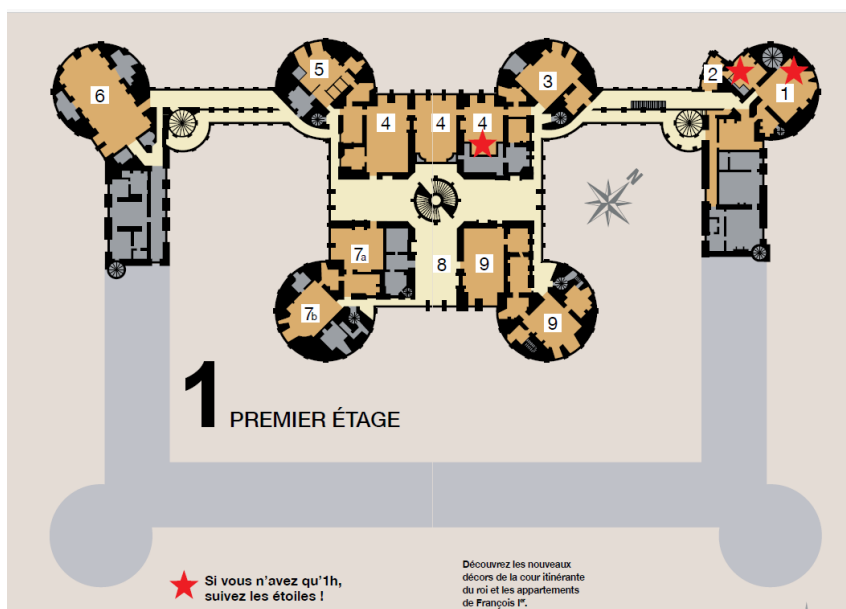 5
3
2
1
6
4
4
4
N
7a
8
9
7b
9
1 PREMIER ÉTAGE
Si vous n'avez qu'1h,
suivez les étoiles !
Découvrez les nouveaux
décors de la cour itinérante
du roi et les appartements
de François Ier.